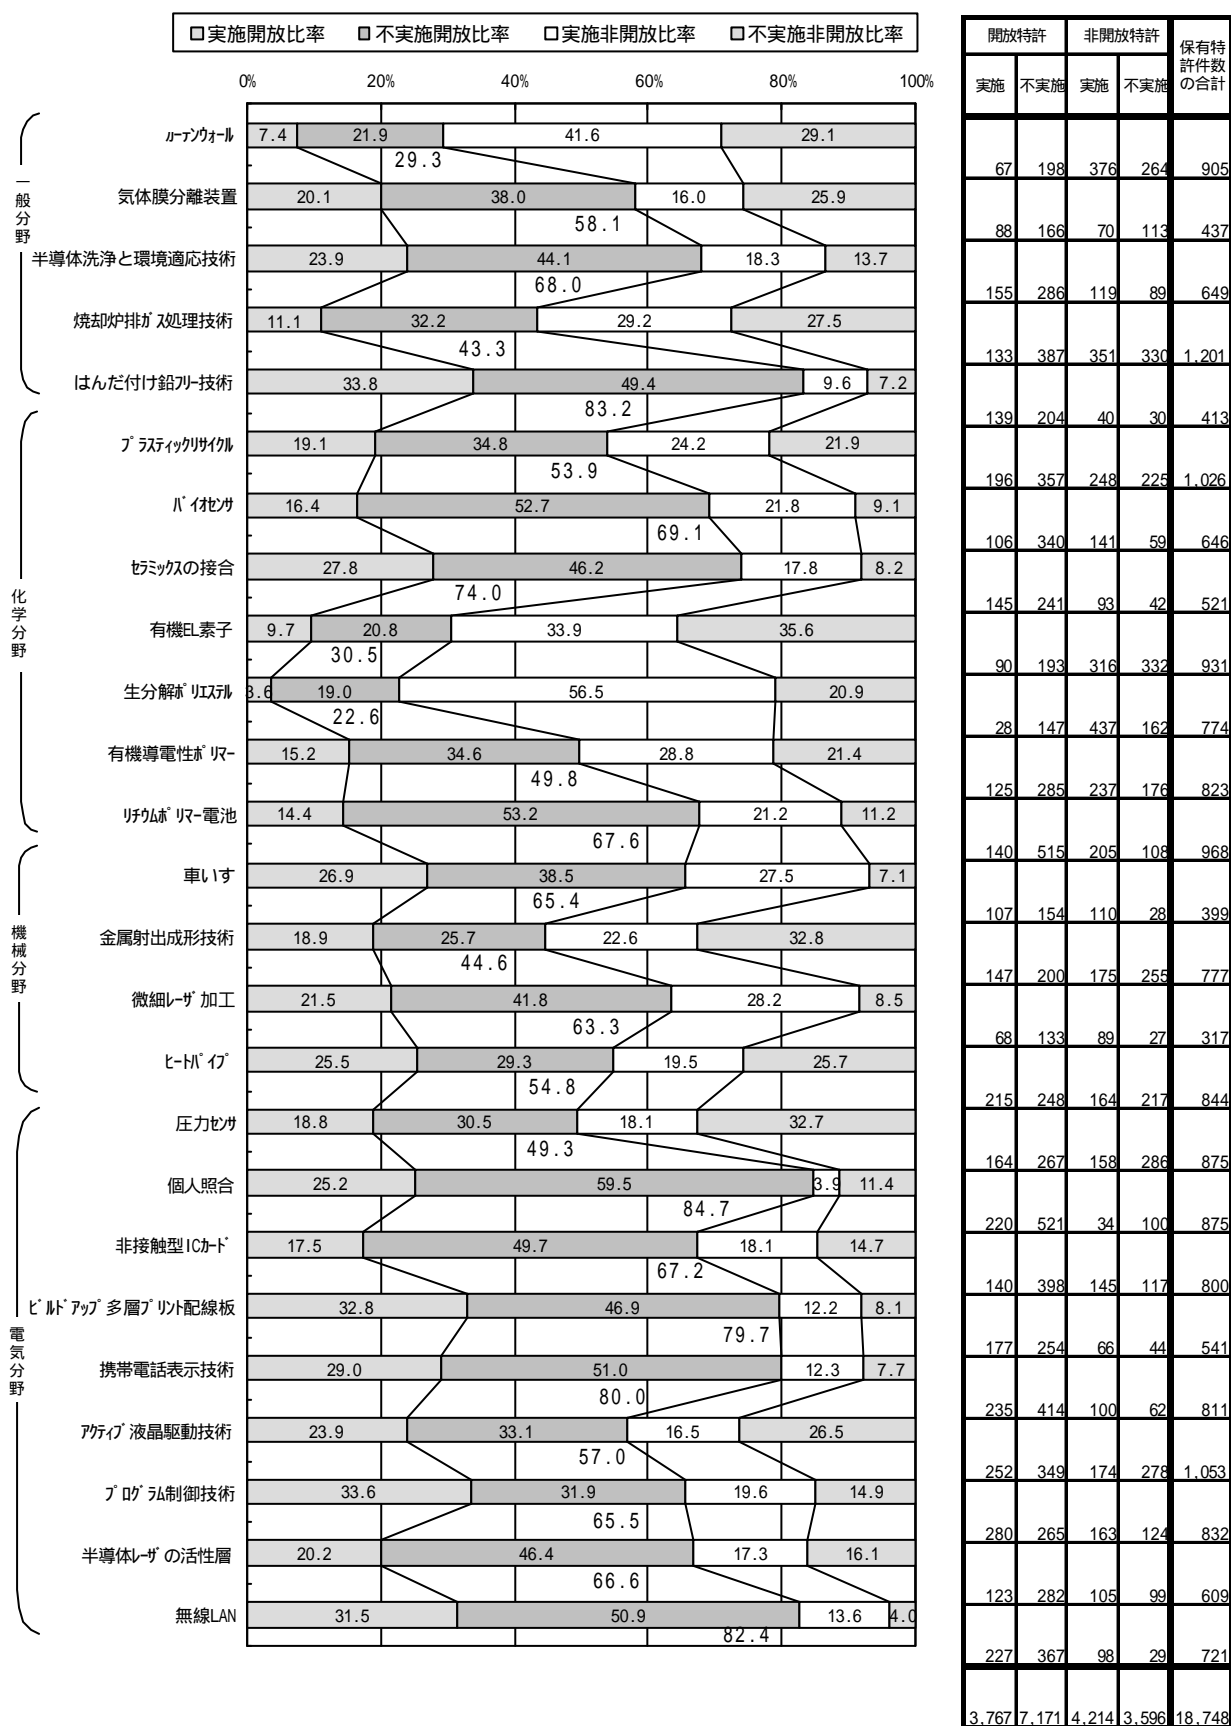 実施開放比率 不実施開放比率 実施非開放比率 不実施非開放比率
開放特許 非開放特許 保有特許件数の合計
実施 不実施 実施 不実施
0% 20% 40% 60% 80% 100%
一般分野
カーテンウォール 7.4 21.9 41.6 29.1
29.3
67 198 376 264 905
気体膜分離装置 20.1 38.0 16.0 25.9
58.1
88 166 70 113 437
半導体洗浄と環境適応技術 23.9 44.1 18.3 13.7
68.0
155 286 119 89 649
焼却炉排ガス処理技術 11.1 32.2 29.2 27.5
43.3
133 387 351 330 1,201
はんだ付け鉛フリー技術 33.8 49.4 9.6 7.2
83.2
139 204 40 30 413
化学分野
プラスティックリサイクル 19.1 34.8 24.2 21.9
53.9
196 357 248 225 1,026
バイオセンサ 16.4 52.7 21.8 9.1
69.1
106 340 141 59 646
セラミックスの接合 27.8 46.2 17.8 8.2
74.0
145 241 93 42 521
有機EL素子 9.7 20.8 33.9 35.6
30.5
90 193 316 332 931
生分解ポリエステル 3.6 19.0 56.5 20.9
22.6
28 147 437 162 774
有機導電性ポリマー 15.2 34.6 28.8 21.4
49.8
125 285 237 176 823
リチウムポリマー電池 14.4 53.2 21.2 11.2
67.6
140 515 205 108 968
機械分野
車いす 26.9 38.5 27.5 7.1
65.4
107 154 110 28 399
金属射出成形技術 18.9 25.7 22.6 32.8
44.6
147 200 175 255 777
微細レーザ加工 21.5 41.8 28.2 8.5
63.3
68 133 89 27 317
ヒートパイプ 25.5 29.3 19.5 25.7
54.8
215 248 164 217 844
電気分野
圧力センサ 18.8 30.5 18.1 32.7
49.3
164 267 158 286 875
個人照合 25.2 59.5 3.9 11.4
84.7
220 521 34 100 875
非接触型ICカード 17.5 49.7 18.1 14.7
67.2
140 398 145 117 800
ビルドアップ多層プリント配線板 32.8 46.9 12.2 8.1
79.7
177 254 66 44 541
携帯電話表示技術 29.0 51.0 12.3 7.7
80.0
235 414 100 62 811
アクティブ液晶駆動技術 23.9 33.1 16.5 26.5
57.0
252 349 174 278 1,053
プログラム制御技術 33.6 31.9 19.6 14.9
65.5
280 265 163 124 832
半導体レーザの活性層 20.2 46.4 17.3 16.1
66.6
123 282 105 99 609
無線LAN 31.5 50.9 13.6 4.0
82.4
227 367 98 29 721
3,767 7,171 4,214 3,596 18,748